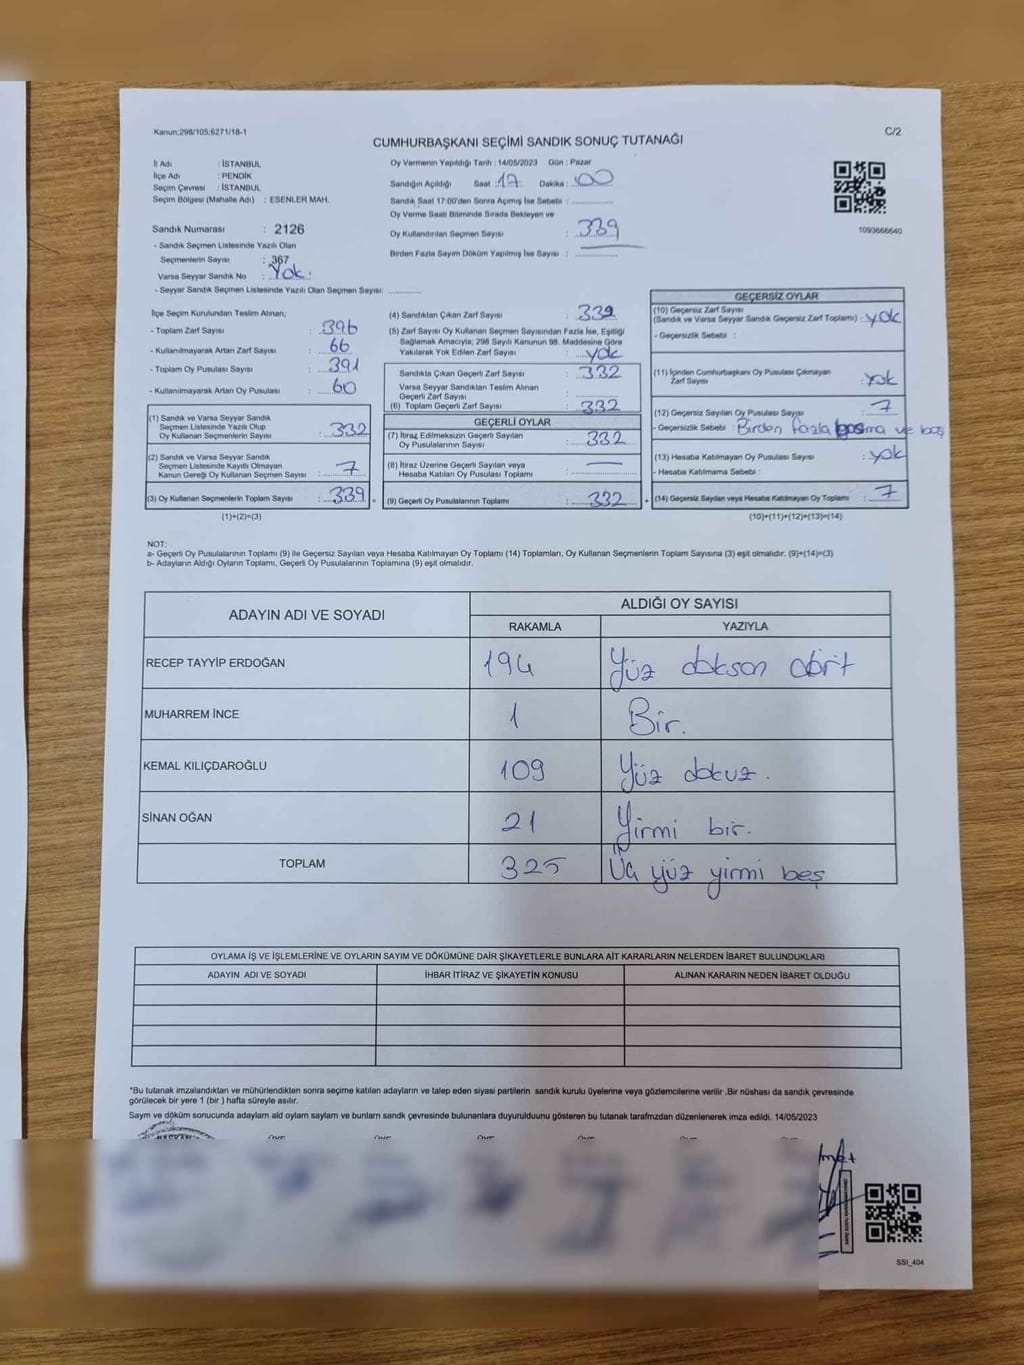 Kanun;298/105;6271/18-1
C/2
CUMHURBAŞKANI SEÇİMİ SANDIK SONUÇ TUTANAĞI
İl Adı : İSTANBUL
İlçe Adı : PENDİK
Seçim Çevresi : İSTANBUL
Seçim Bölgesi (Mahalle Adı) : ESENLER MAH.
Sandık Numarası : 2126
- Sandık Seçmen Listesinde Yazılı Olan
Seçmenlerin Sayısı : 367
Varsa Seyyar Sandık No : Yok.
- Seyyar Sandık Seçmen Listesinde Yazılı Olan Seçmen Sayısı:
Oy Vermenin Yapıldığı Tarih : 14/05/2023 Gün : Pazar
Sandığın Açıldığı Saat : 17 Dakika : 00
Sandık Saat 17:00'den Sonra Açımış İse Sebebi :
Oy Verme Saati Bitiminde Sırada Bekleyen ve
Oy Kullandırılan Seçmen Sayısı : 339
Birden Fazla Sayım Döküm Yapılmış İse Sayısı :
1093666640
İlçe Seçim Kurulundan Teslim Alınan;
- Toplam Zarf Sayısı : 396
- Kullanılmayarak Artan Zarf Sayısı : 66
- Toplam Oy Pusulası Sayısı : 391
- Kullanılmayarak Artan Oy Pusulası : 60
(1) Sandık ve Varsa Seyyar Sandık
Seçmen Listesinde Yazılı Olup
Oy Kullanan Seçmenlerin Sayısı : 332
(2) Sandık ve Varsa Seyyar Sandık
Seçmen Listesinde Kayıtlı Olmayan
Kanun Gereği Oy Kullanan Seçmen Sayısı : 7
(3) Oy Kullanan Seçmenlerin Toplam Sayısı : 339 =
(1)+(2)=(3)
(4) Sandıktan Çıkan Zarf Sayısı : 339
(5) Zarf Sayısı Oy Kullanan Seçmen Sayısından Fazla İse, Eşitliği
Sağlamak Amacıyla; 298 Sayılı Kanunun 98. Maddesine Göre
Yakılarak Yok Edilen Zarf Sayısı : yok
Sandıkta Çıkan Geçerli Zarf Sayısı : 332
Varsa Seyyar Sandıktan Teslim Alınan
Geçerli Zarf Sayısı :
(6) Toplam Geçerli Zarf Sayısı : 332
GEÇERLİ OYLAR
(7) İtiraz Edilmeksizin Geçerli Sayılan
Oy Pusulalarının Sayısı : 332
(8) İtiraz Üzerine Geçerli Sayılan veya
Hesaba Katılan Oy Pusulası Toplamı : —
(9) Geçerli Oy Pusulalarının Toplamı : 332 +
GEÇERSİZ OYLAR
(10) Geçersiz Zarf Sayısı
(Sandık ve Varsa Seyyar Sandık Geçersiz Zarf Toplamı) : yok
- Geçersizlik Sebebi :
(11) İçinden Cumhurbaşkanı Oy Pusulası Çıkmayan
Zarf Sayısı : yok
(12) Geçersiz Sayılan Oy Pusulası Sayısı : 7
- Geçersizlik Sebebi : Birden fazla basma ve boş
(13) Hesaba Katılmayan Oy Pusulası Sayısı : yok
- Hesaba Katılmama Sebebi :
(14) Geçersiz Sayılan veya Hesaba Katılmayan Oy Toplamı : 7
(10)+(11)+(12)+(13)=(14)
NOT:
a- Geçerli Oy Pusulalarının Toplamı (9) ile Geçersiz Sayılan veya Hesaba Katılmayan Oy Toplamı (14) Toplamları, Oy Kullanan Seçmenlerin Toplam Sayısına (3) eşit olmalıdır. (9)+(14)=(3)
b- Adayların Aldığı Oyların Toplamı, Geçerli Oy Pusulalarının Toplamına (9) eşit olmalıdır.
ADAYIN ADI VE SOYADI
ALDIĞI OY SAYISI
RAKAMLA YAZIYLA
RECEP TAYYİP ERDOĞAN 194 Yüz doksan dört
MUHARREM İNCE 1 Bir.
KEMAL KILIÇDAROĞLU 109 Yüz dokuz.
SİNAN OĞAN 21 Yirmi bir.
TOPLAM 325 Üç yüz yirmi beş
OYLAMA İŞ VE İŞLEMLERİNE VE OYLARIN SAYIM VE DÖKÜMÜNE DAİR ŞİKAYETLERLE BUNLARA AİT KARARLARIN NELERDEN İBARET BULUNDUKLARI
ADAYIN ADI VE SOYADI İHBAR İTİRAZ VE ŞİKAYETİN KONUSU ALINAN KARARIN NEDEN İBARET OLDUĞU
*Bu tutanak imzalandıktan ve mühürlendikten sonra seçime katılan adayların ve talep eden siyasi partilerin sandık kurulu üyelerine veya gözlemcilerine verilir .Bir nüshası da sandık çevresinde
görülecek bir yere 1 (bir ) hafta süreyle asılır.
Sayım ve döküm sonucunda adayların ald oyların sayların ve bunların sandk çevresinde bulunanlara duyurulduunu gösteren bu tutanak tarafmzdan düzenlenerek imza edildi. 14/05/2023
SSI_404